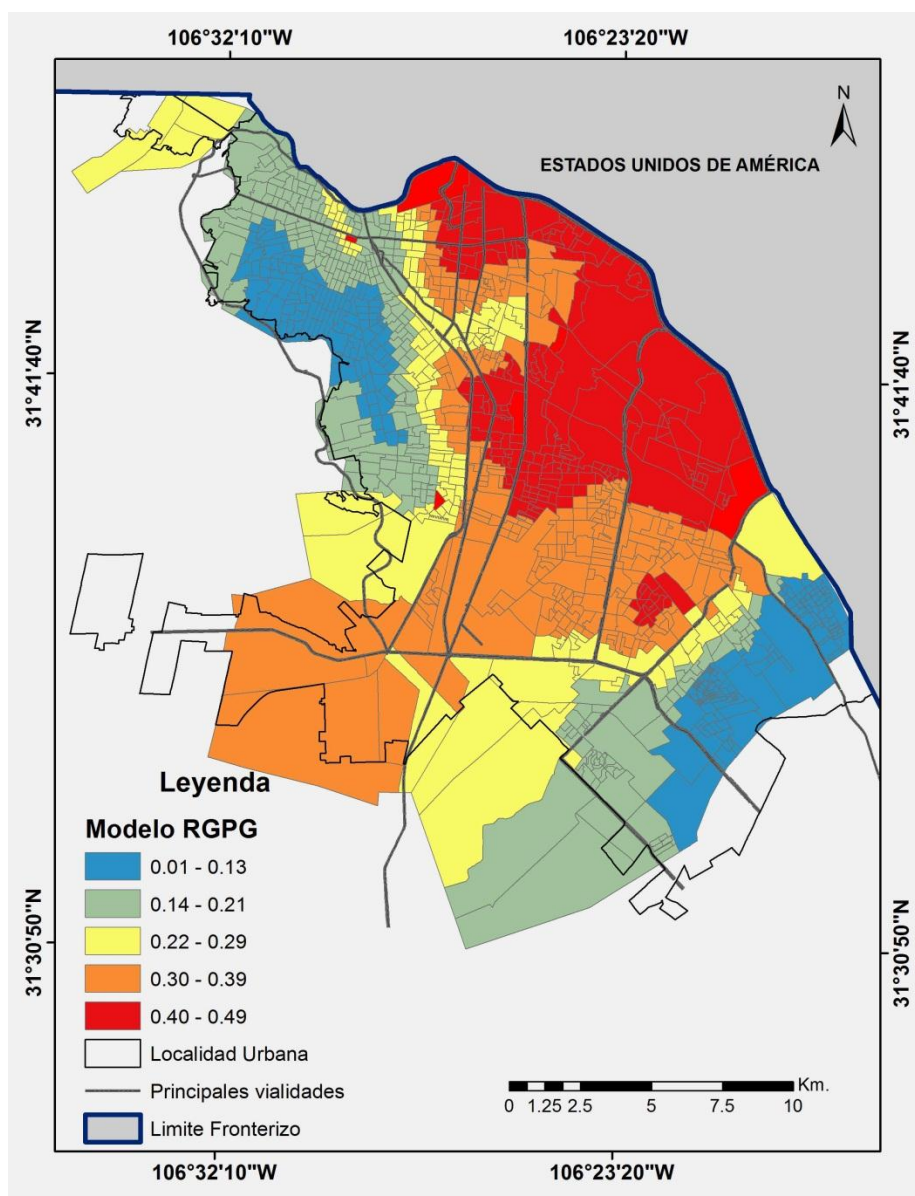 106°32'10"W 106°23'20"W
N
ESTADOS UNIDOS DE AMÉRICA
31°41'40"N 31°41'40"N
Leyenda
Modelo RGPG
0.01 - 0.13
0.14 - 0.21
0.22 - 0.29
0.30 - 0.39
0.40 - 0.49
Localidad Urbana
Principales vialidades
Limite Fronterizo
31°30'50"N 31°30'50"N
Km.
0 1.25 2.5 5 7.5 10
106°32'10"W 106°23'20"W